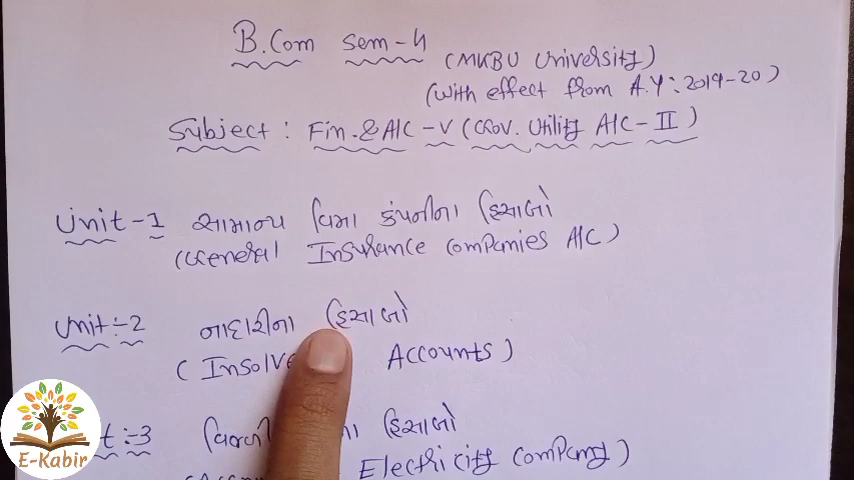 B.Com Sem-4
(MKBU University)
(with effect from A.Y: 2019-20)
Subject: Fin. & A/C - V (Gov. Utility A/C - II)
Unit-1 સામાન્ય વિમા કંપનીના હિસાબો
(General Insurance Companies A/C)
Unit:-2 નાદારીના હિસાબો
(Insolve Accounts)
t:-3 હિસાબો
Electricity Company)
E-Kabir